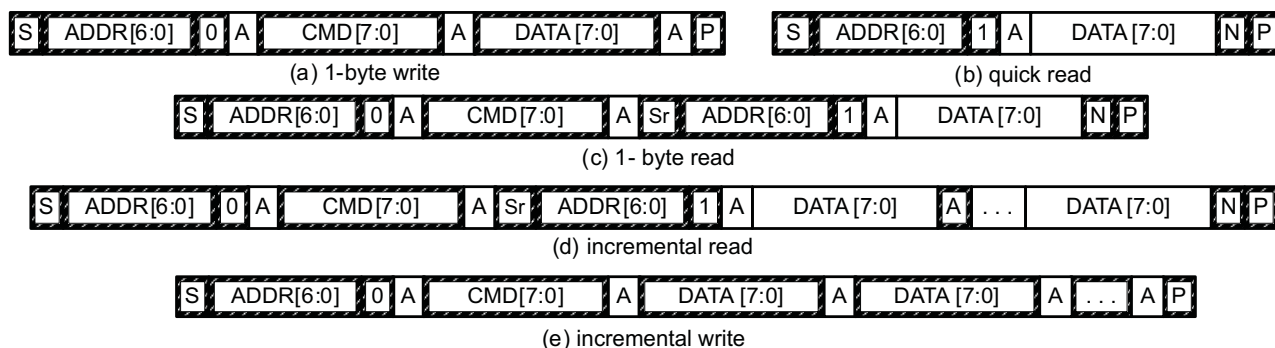 S ADDR[6:0] 0 A CMD[7:0] A DATA[7:0] A P
(a) 1-byte write
S ADDR[6:0] 1 A DATA[7:0] N P
(b) quick read
S ADDR[6:0] 0 A CMD[7:0] A Sr ADDR[6:0] 1 A DATA[7:0] N P
(c) 1- byte read
S ADDR[6:0] 0 A CMD[7:0] A Sr ADDR[6:0] 1 A DATA[7:0] A ... DATA[7:0] N P
(d) incremental read
S ADDR[6:0] 0 A CMD[7:0] A DATA[7:0] A DATA[7:0] A ... A P
(e) incremental write